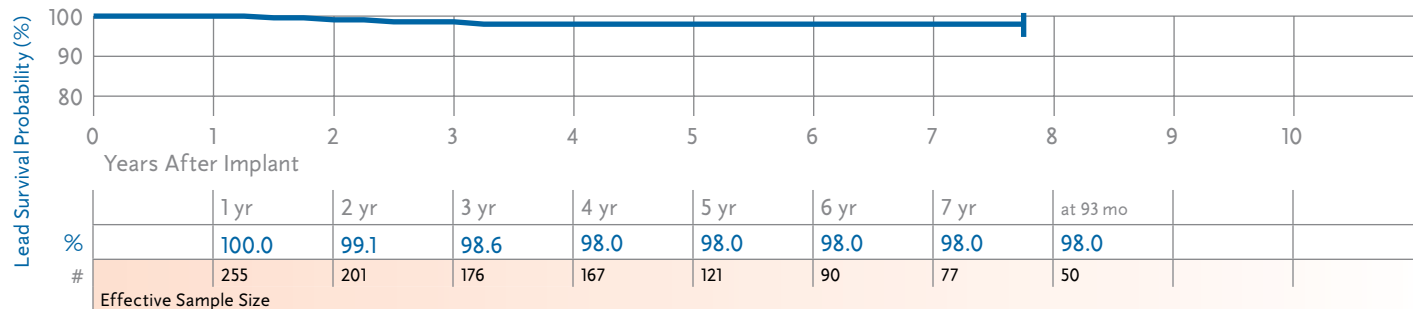 Lead Survival Probability (%)
100
90
80
0 1 2 3 4 5 6 7 8 9 10
Years After Implant
1 yr 2 yr 3 yr 4 yr 5 yr 6 yr 7 yr at 93 mo
% 100.0 99.1 98.6 98.0 98.0 98.0 98.0 98.0
# 255 201 176 167 121 90 77 50
Effective Sample Size